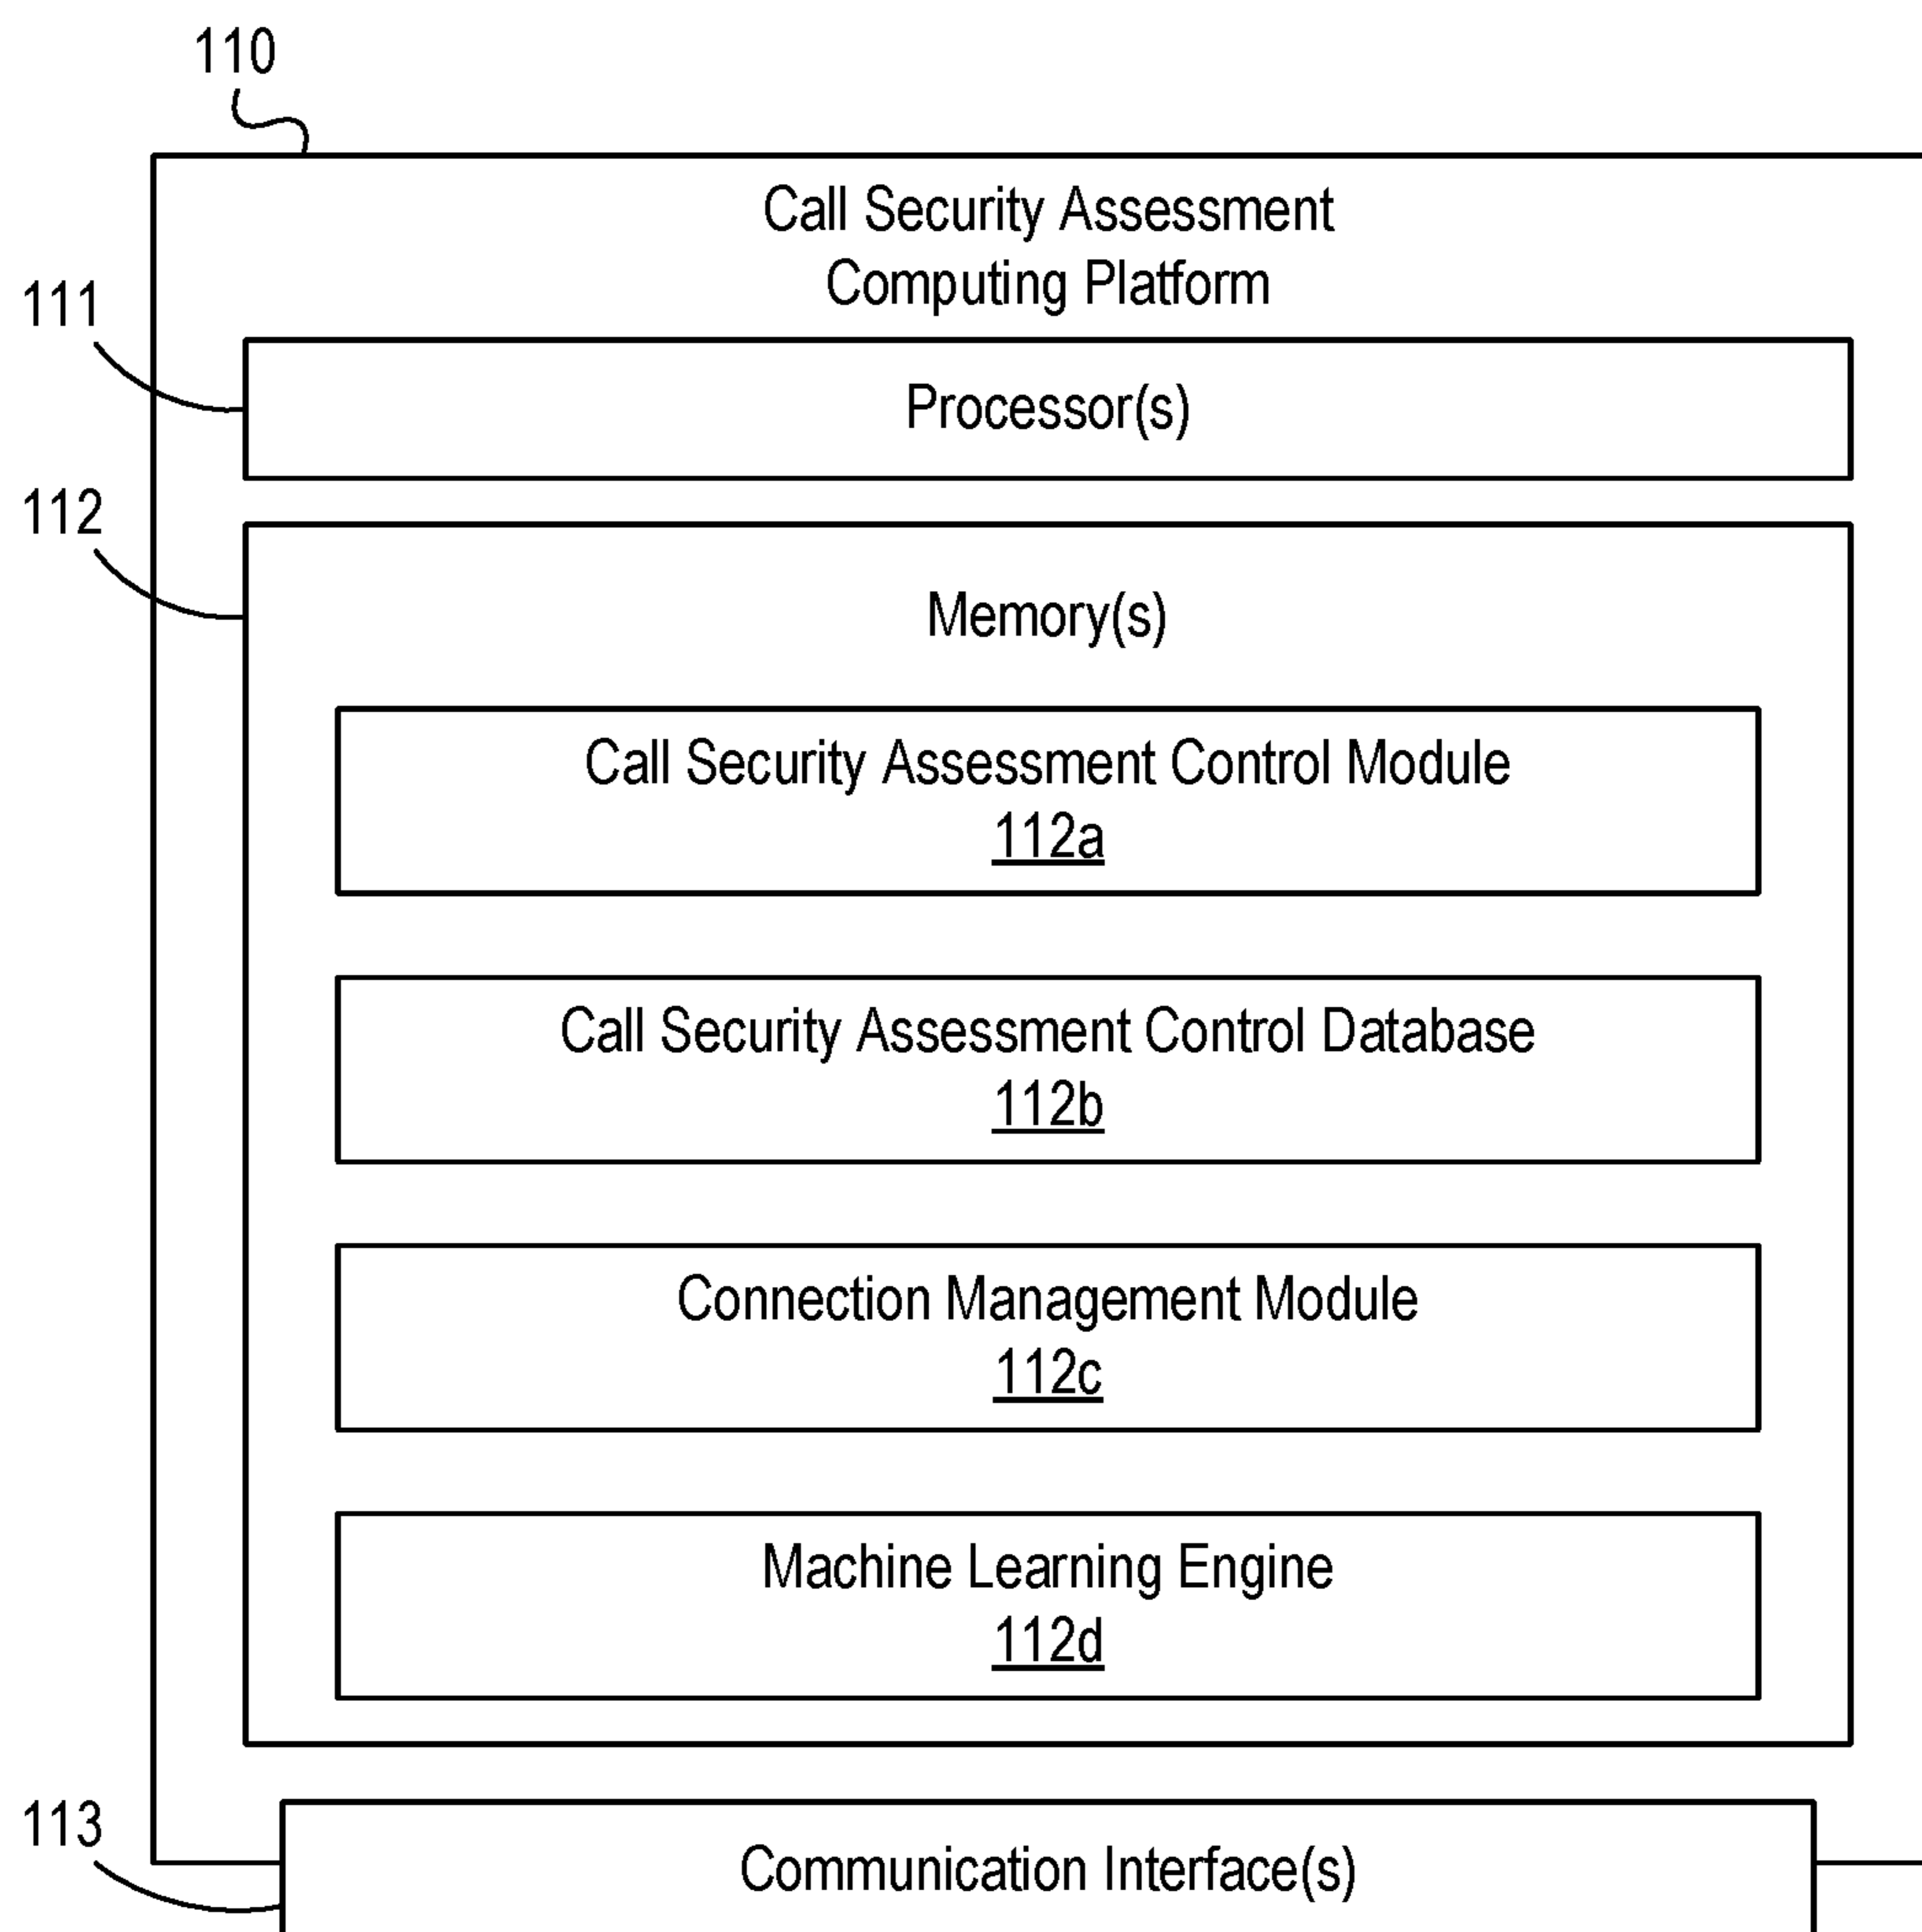 110
Call Security Assessment
Computing Platform
111
Processor(s)
112
Memory(s)
Call Security Assessment Control Module
112a
Call Security Assessment Control Database
112b
Connection Management Module
112c
Machine Learning Engine
112d
113
Communication Interface(s)